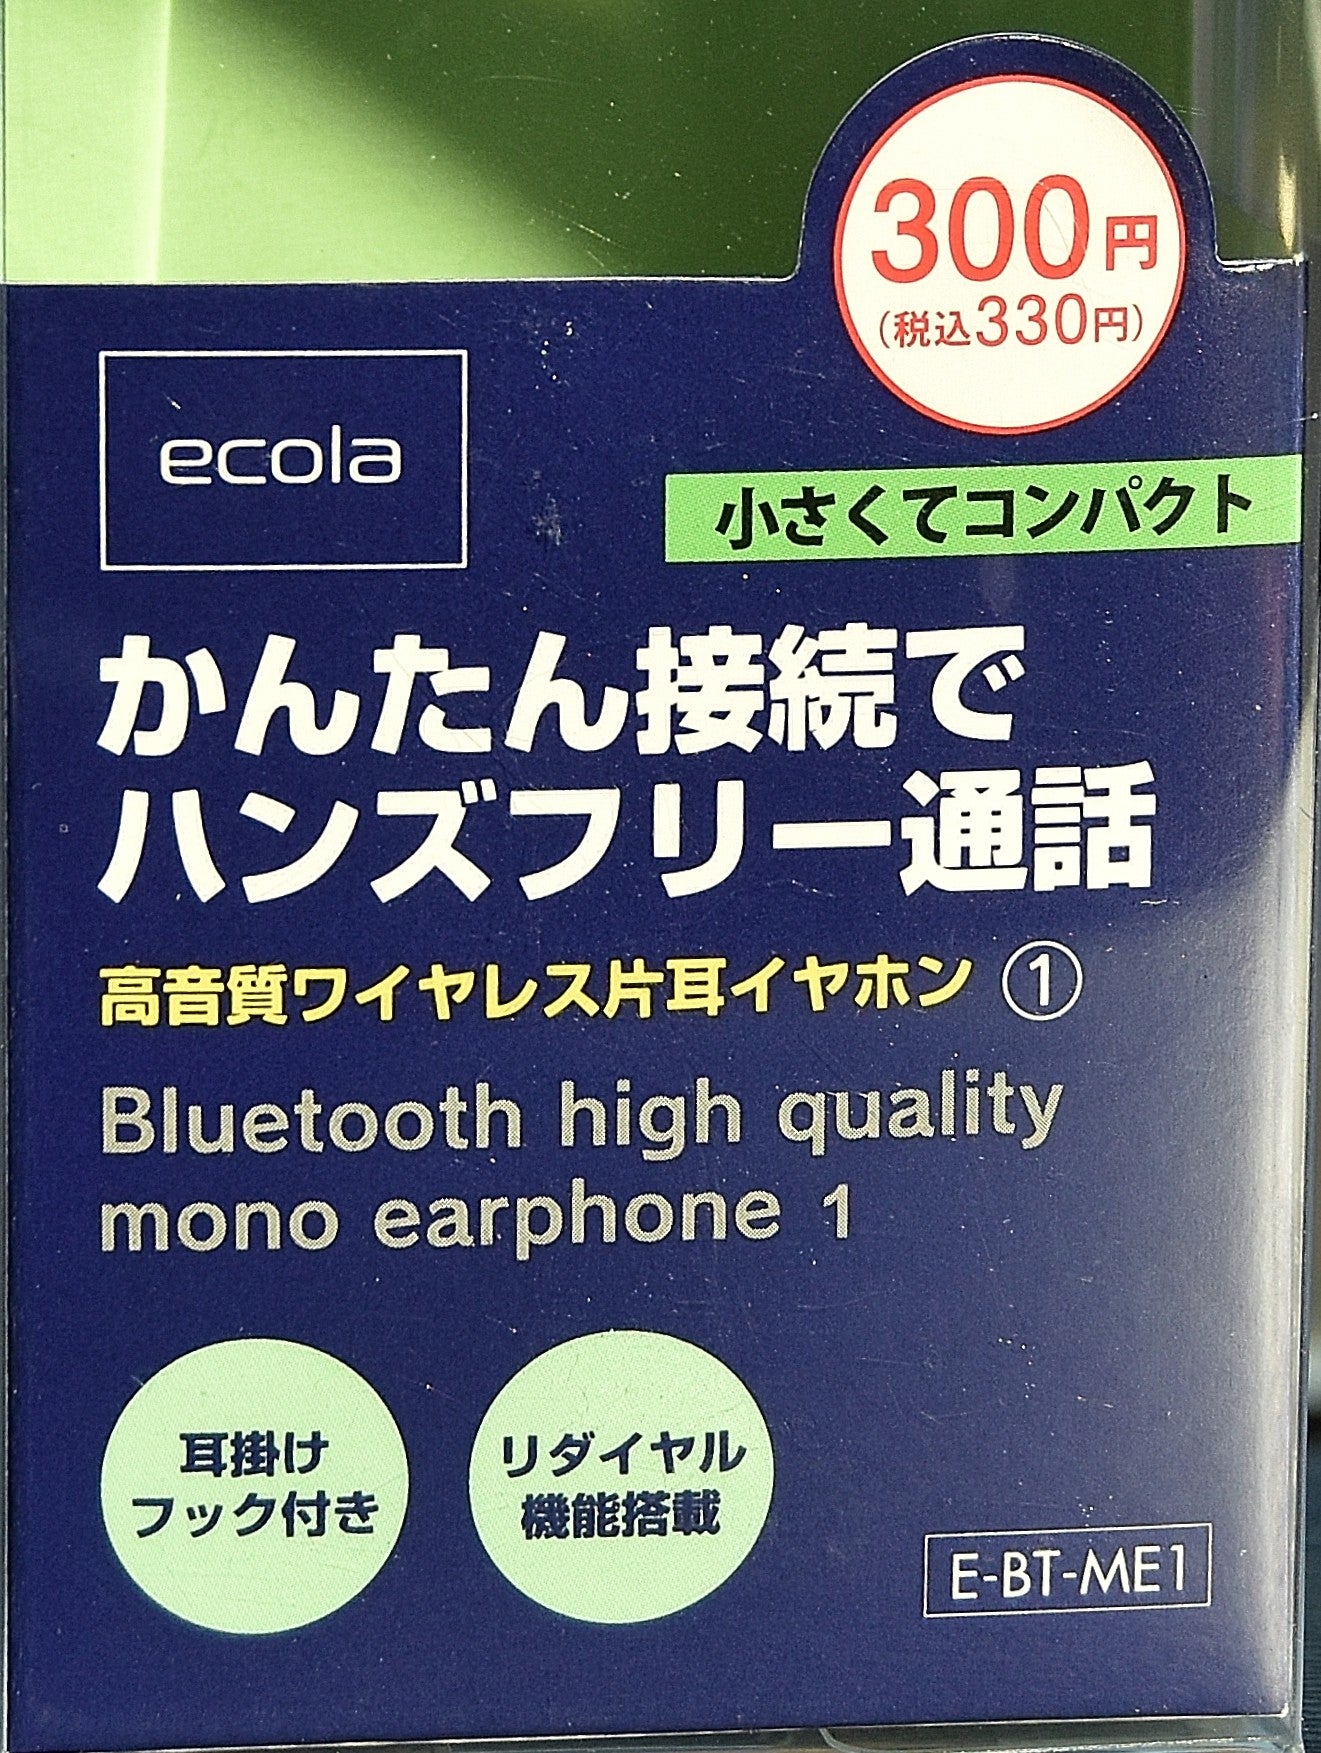 300円
(税込330円)
ecola
小さくてコンパクト
かんたん接続で
ハンズフリー通話
高音質ワイヤレス片耳イヤホン ①
Bluetooth high quality
mono earphone 1
耳掛け
フック付き
リダイヤル
機能搭載
E-BT-ME1